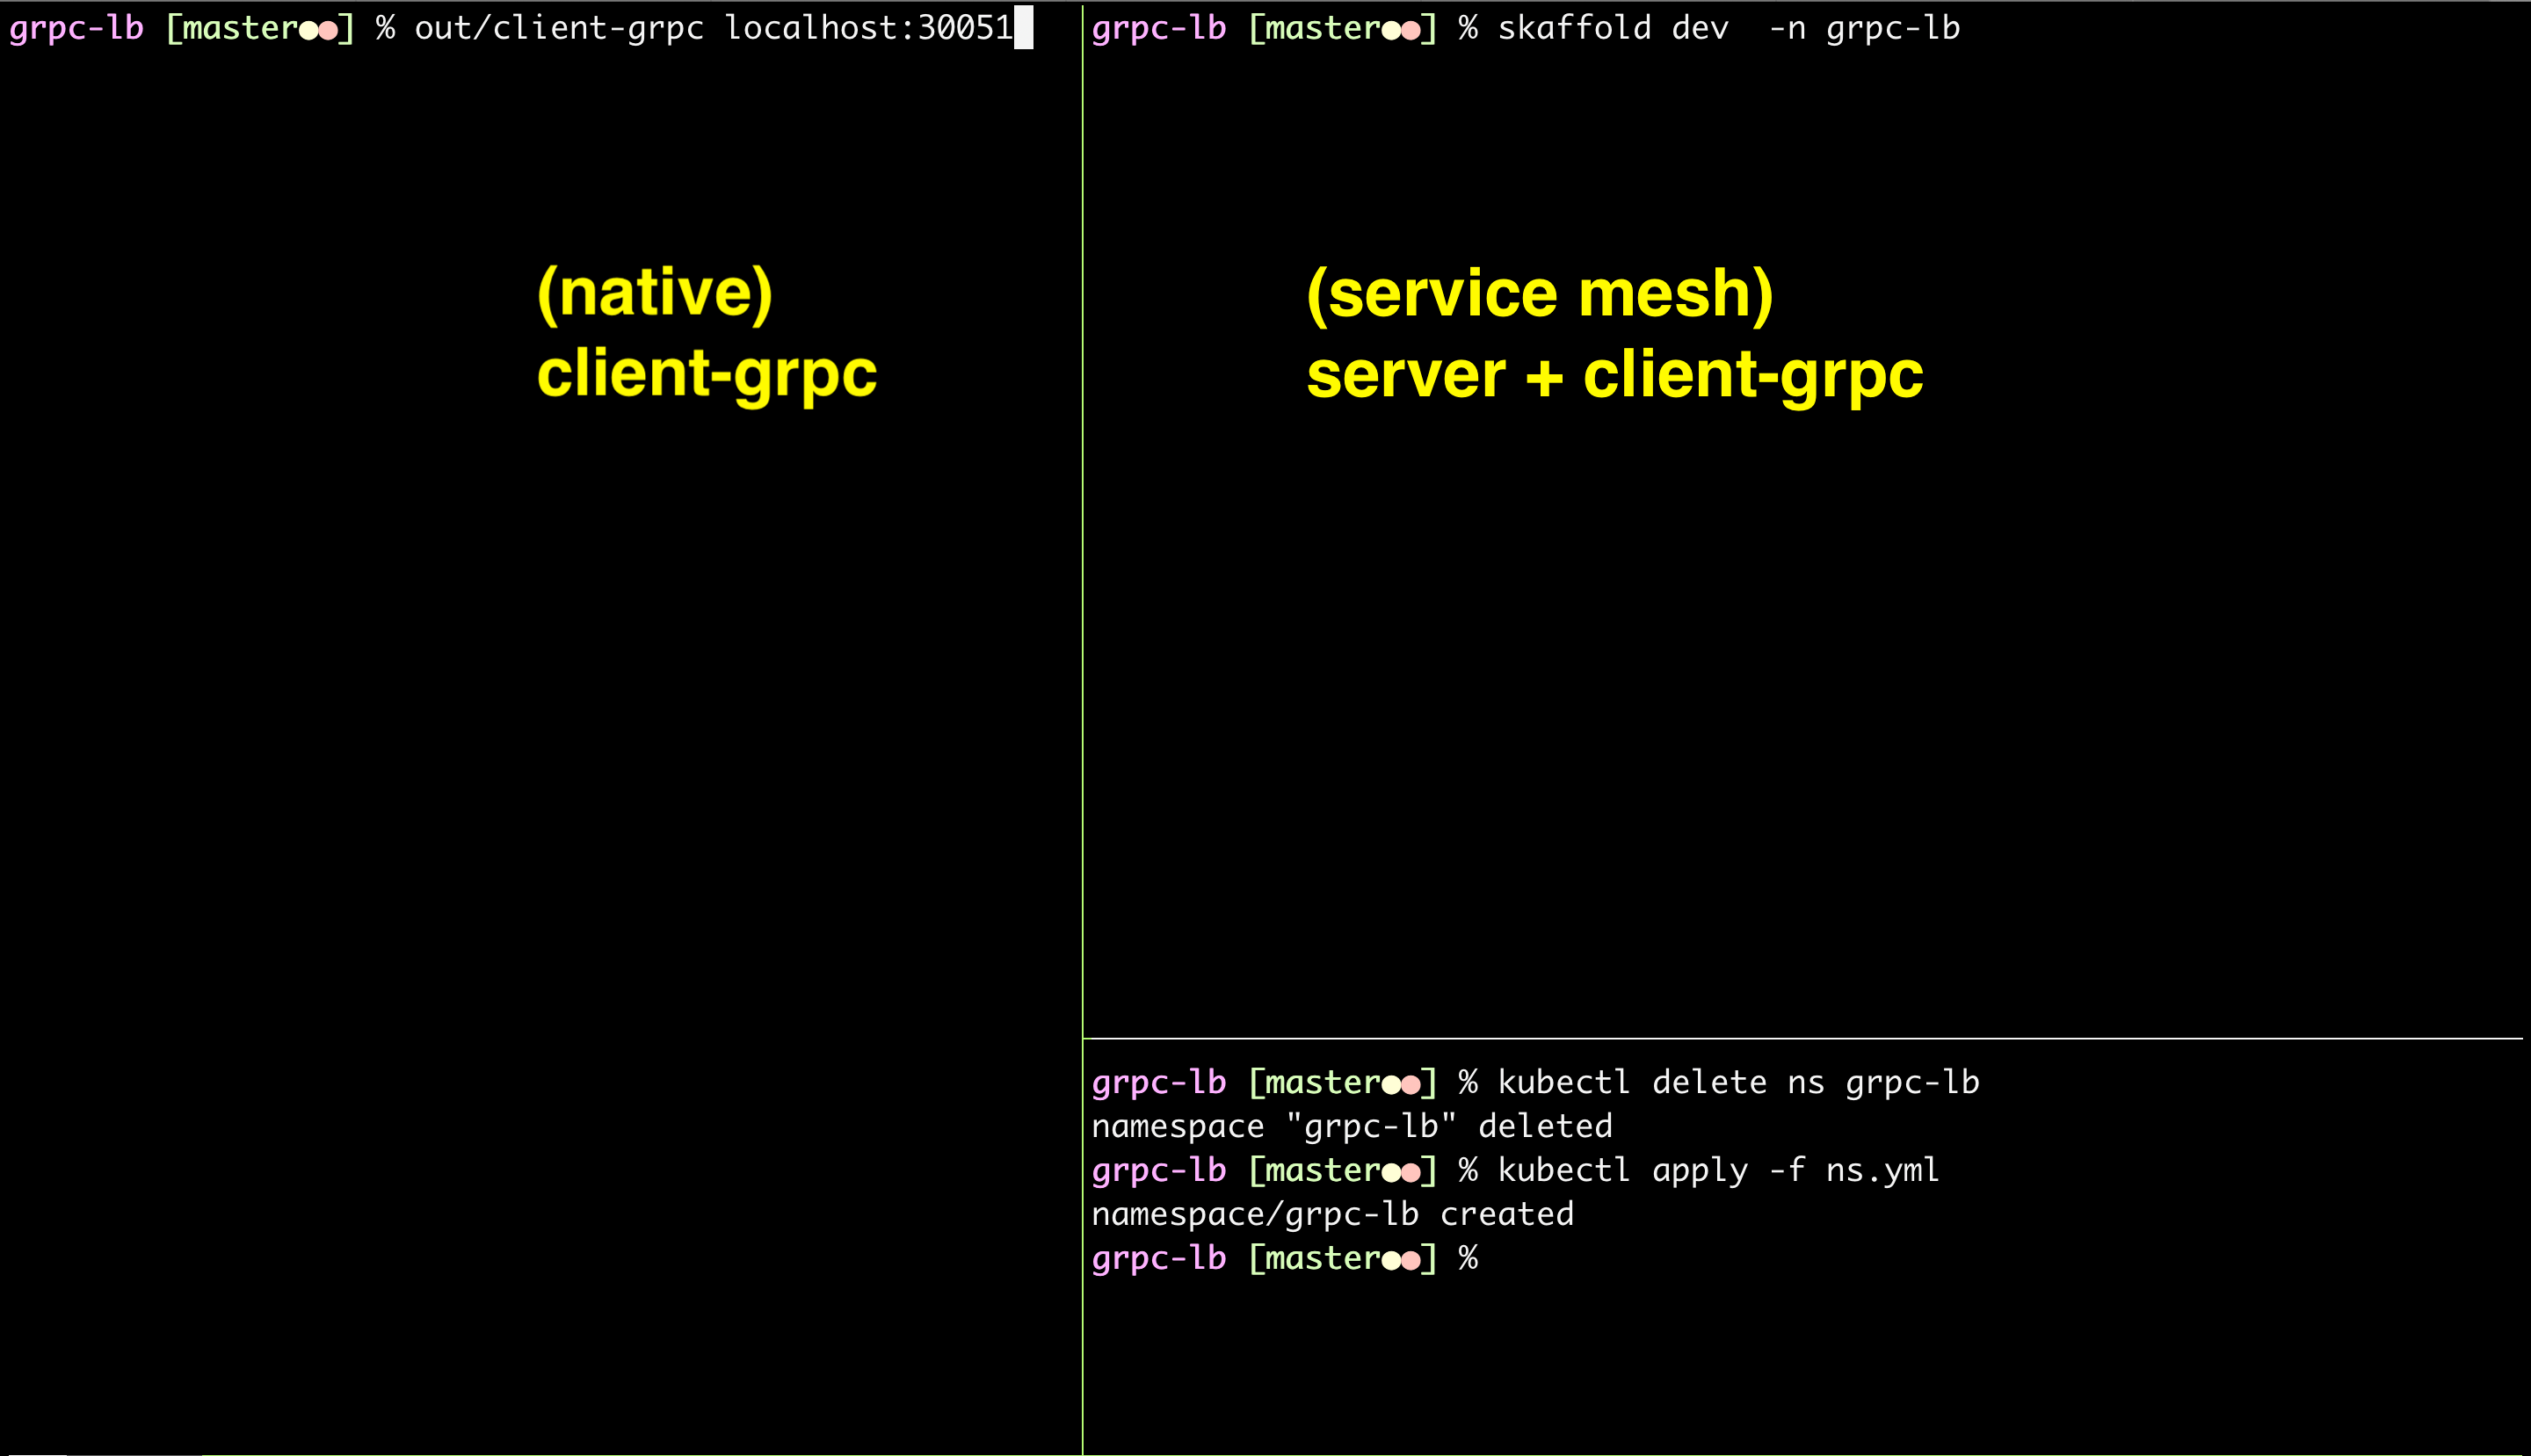 grpc-lb [master●●] % out/client-grpc localhost:30051
(native)
client-grpc
grpc-lb [master●●] % skaffold dev  -n grpc-lb
(service mesh)
server + client-grpc
grpc-lb [master●●] % kubectl delete ns grpc-lb
namespace "grpc-lb" deleted
grpc-lb [master●●] % kubectl apply -f ns.yml
namespace/grpc-lb created
grpc-lb [master●●] %